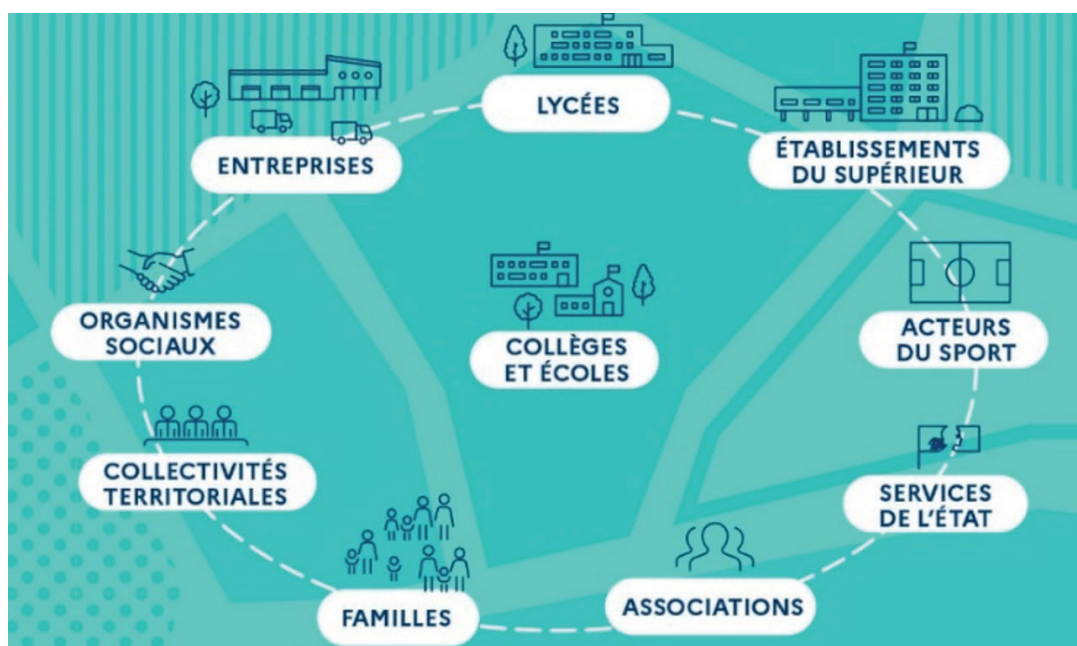 LYCÉES
ENTREPRISES
ÉTABLISSEMENTS
DU SUPÉRIEUR
ORGANISMES
SOCIAUX
COLLÈGES
ET ÉCOLES
ACTEURS
DU SPORT
COLLECTIVITÉS
TERRITORIALES
SERVICES
DE L'ÉTAT
FAMILLES
ASSOCIATIONS